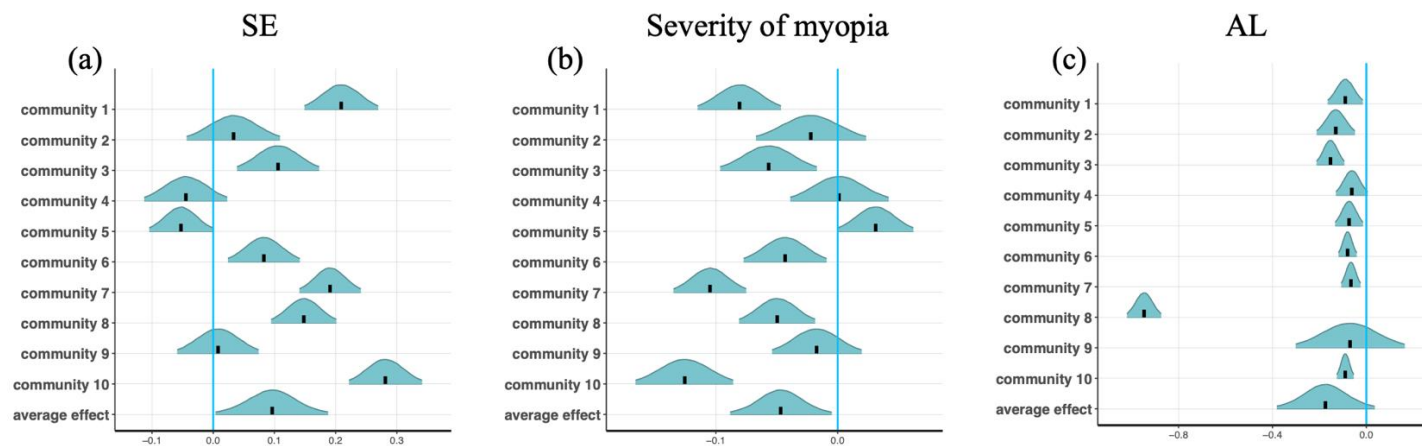 SE
(a)
community 1
community 2
community 3
community 4
community 5
community 6
community 7
community 8
community 9
community 10
average effect
−0.1 0.0 0.1 0.2 0.3
Severity of myopia
(b)
community 1
community 2
community 3
community 4
community 5
community 6
community 7
community 8
community 9
community 10
average effect
−0.1 0.0
AL
(c)
community 1
community 2
community 3
community 4
community 5
community 6
community 7
community 8
community 9
community 10
average effect
−0.8 −0.4 0.0